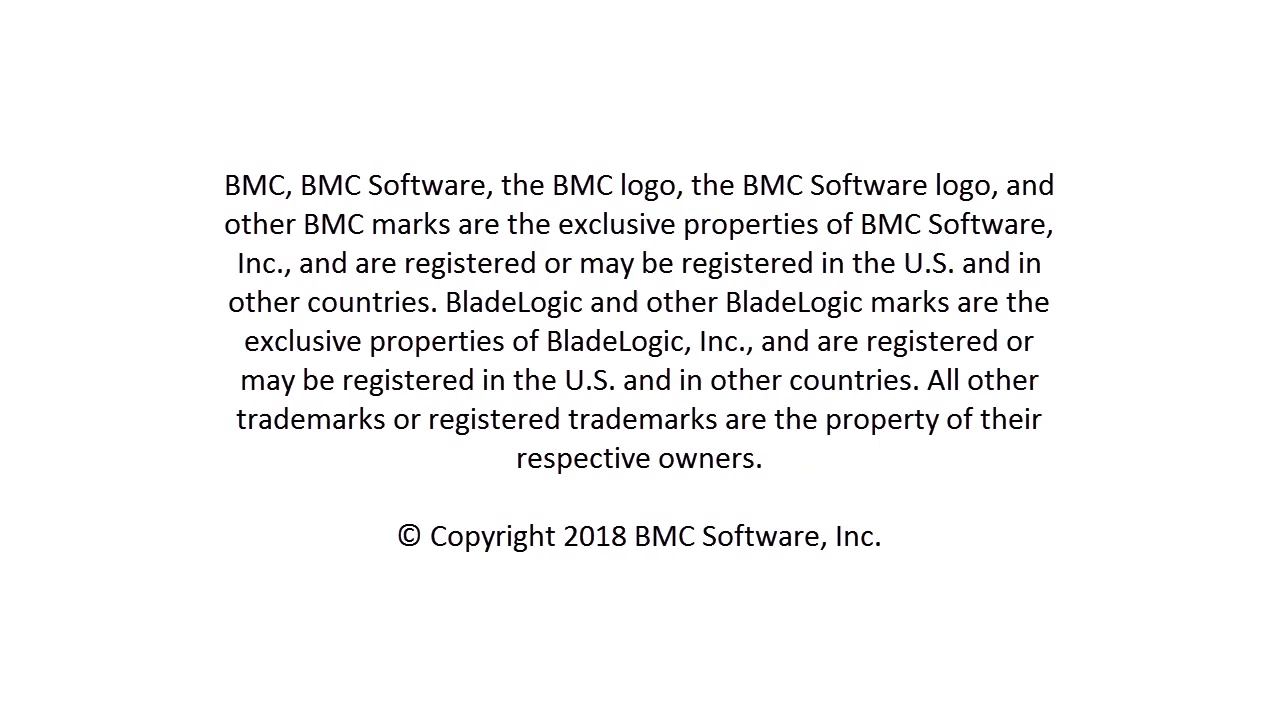 BMC, BMC Software, the BMC logo, the BMC Software logo, and
other BMC marks are the exclusive properties of BMC Software,
Inc., and are registered or may be registered in the U.S. and in
other countries. BladeLogic and other BladeLogic marks are the
exclusive properties of BladeLogic, Inc., and are registered or
may be registered in the U.S. and in other countries. All other
trademarks or registered trademarks are the property of their
respective owners.
© Copyright 2018 BMC Software, Inc.